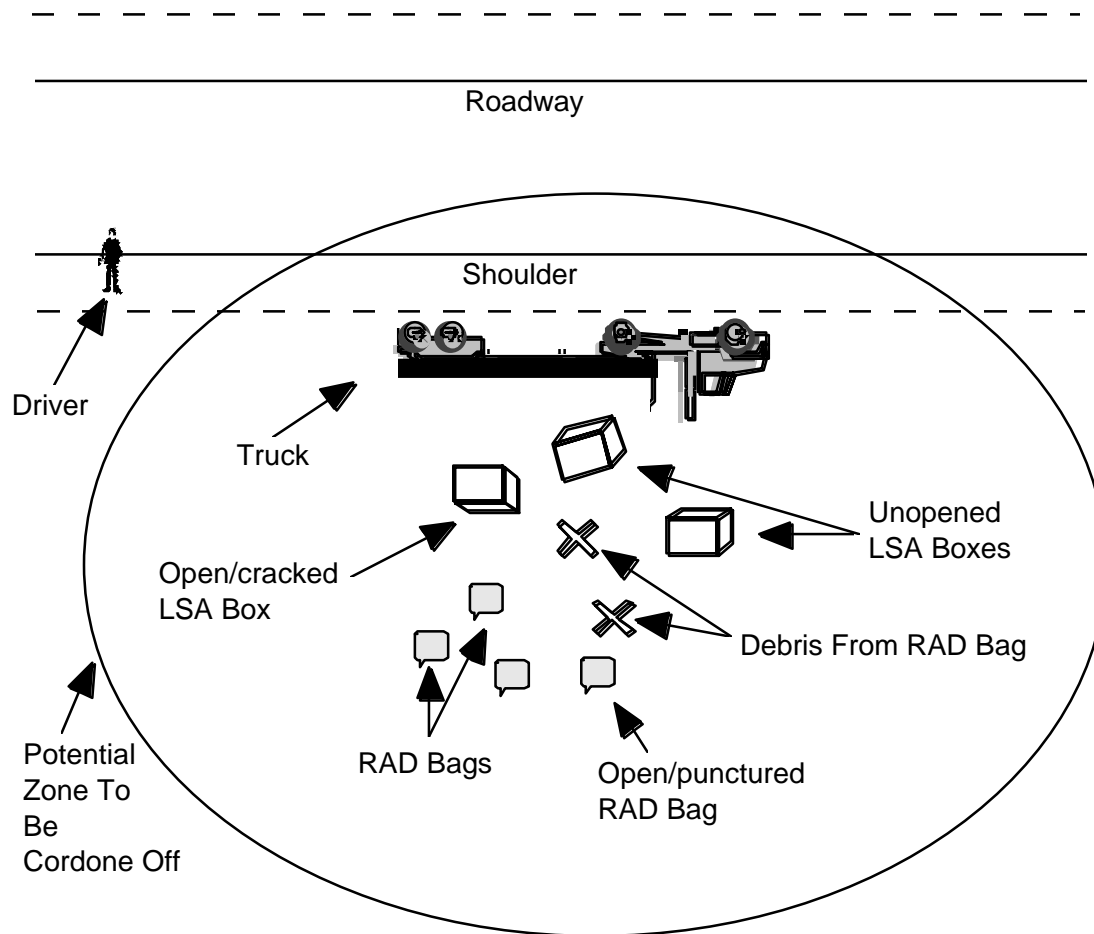 Roadway
Shoulder
Driver
Truck
Unopened
LSA Boxes
Open/cracked
LSA Box
Debris From RAD Bag
Potential
Zone To
Be
Cordone Off
RAD Bags
Open/punctured
RAD Bag